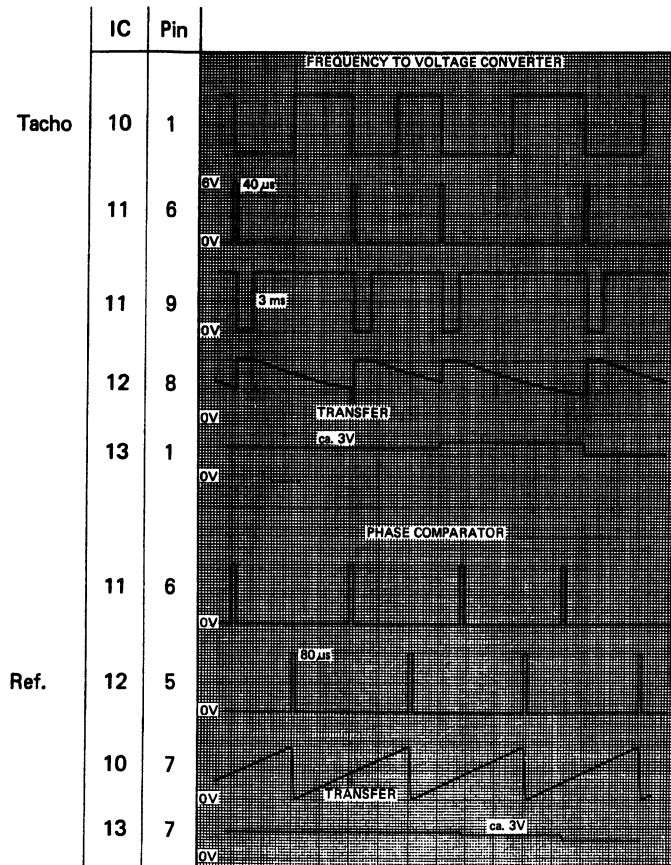 IC Pin
FREQUENCY TO VOLTAGE CONVERTER
Tacho 10 1
6V 40 µs
11 6
0V
11 9 3 ms
0V
12 8
0V TRANSFER
ca. 3V
13 1
0V
PHASE COMPARATOR
11 6
0V
80 µs
Ref. 12 5
0V
10 7
0V TRANSFER
13 7 ca. 3V
0V